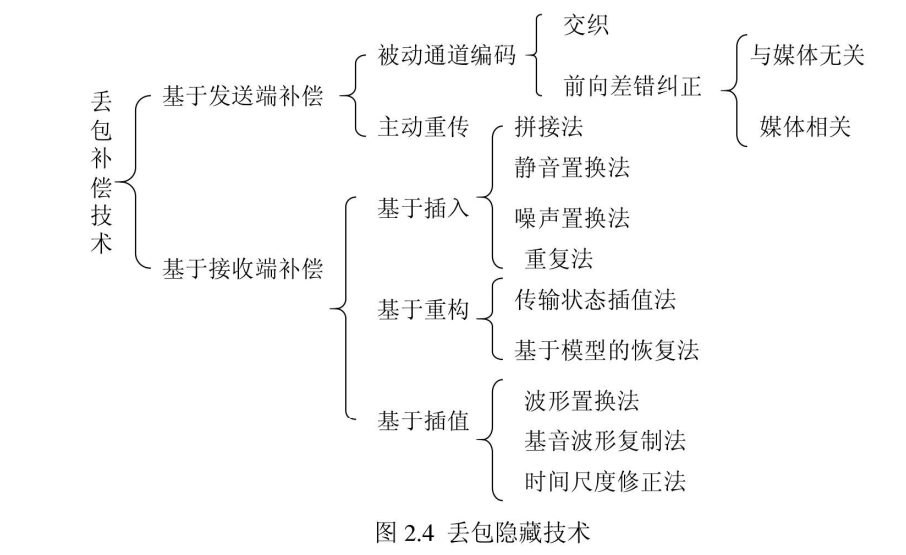 丢包补偿技术
基于发送端补偿
被动通道编码
交织
前向差错纠正
与媒体无关
媒体相关
主动重传
基于接收端补偿
基于插入
拼接法
静音置换法
噪声置换法
重复法
基于重构
传输状态插值法
基于模型的恢复法
基于插值
波形置换法
基音波形复制法
时间尺度修正法
图 2.4 丢包隐藏技术